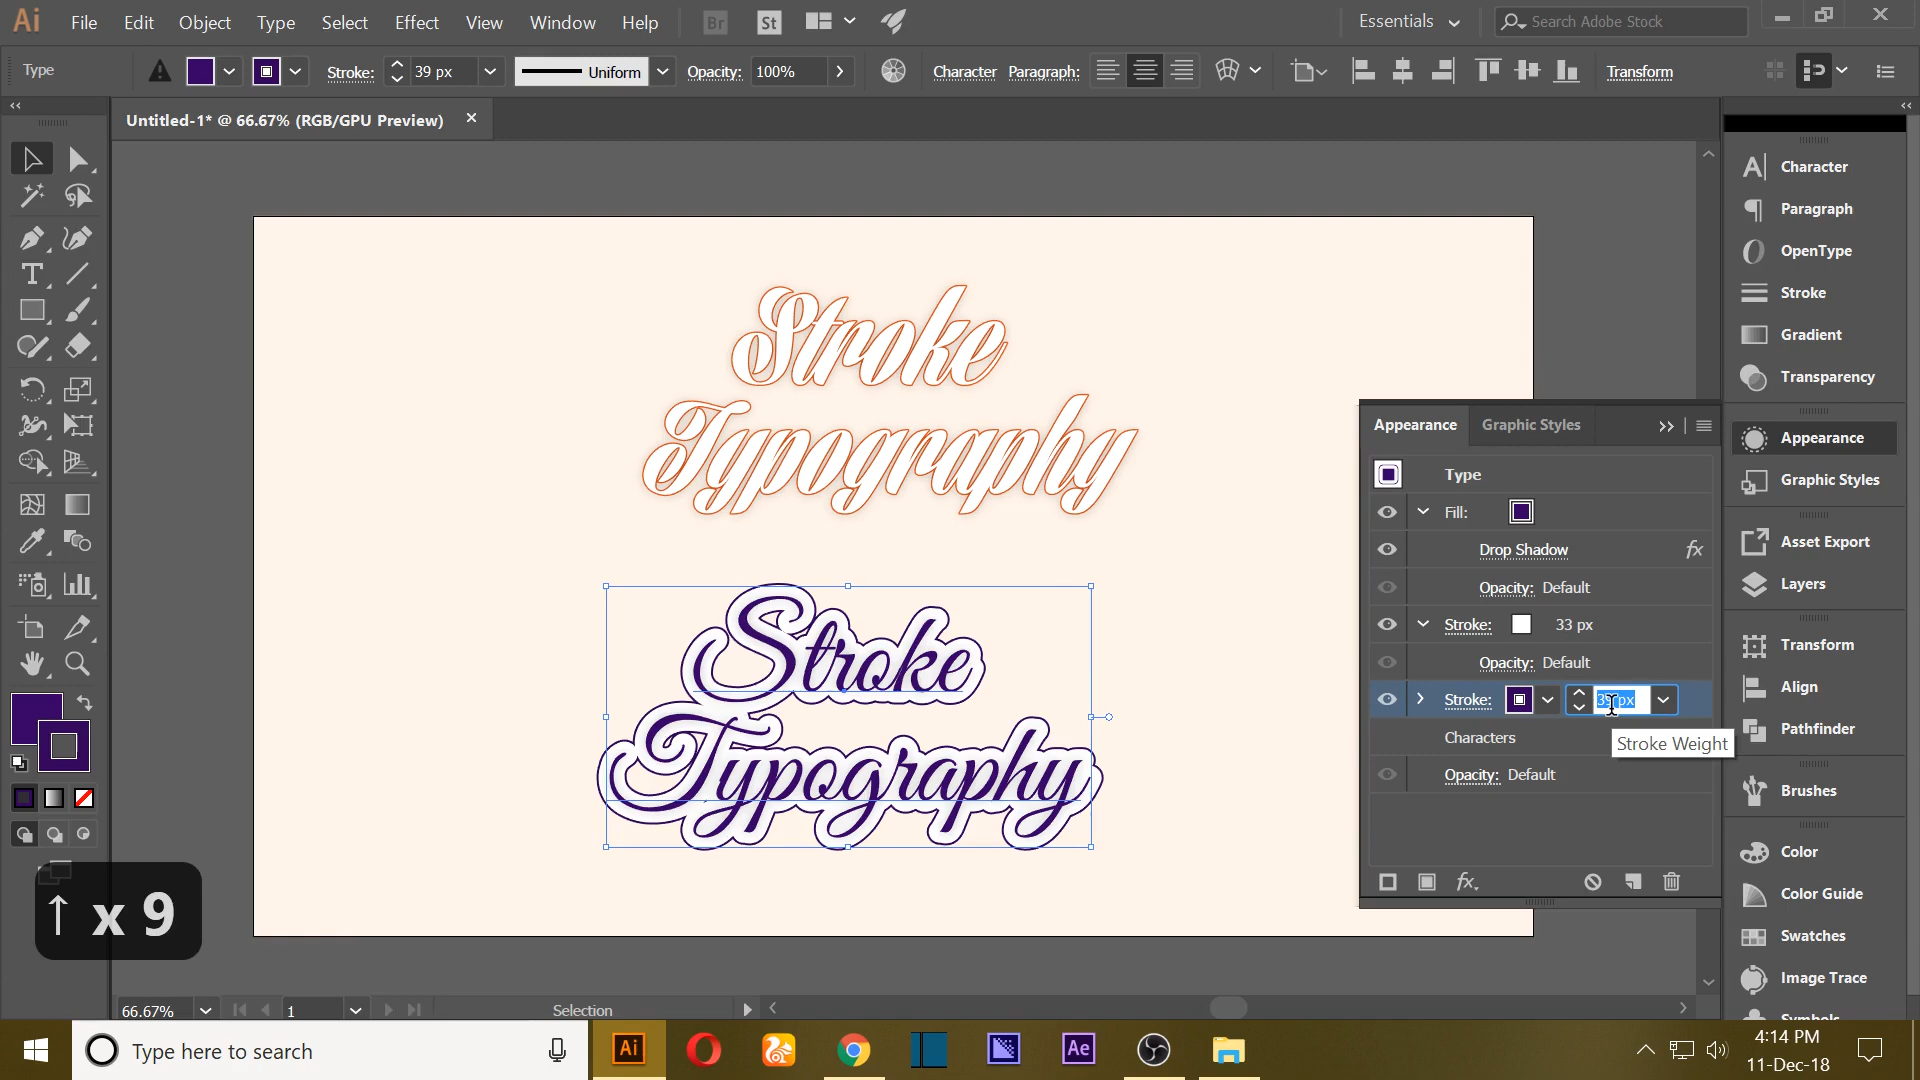 Ai File Edit Object Type Select Effect View Window Help Br St Essentials Search Adobe Stock
Type Stroke: 39 px Uniform Opacity: 100% Character Paragraph: Transform
Untitled-1* @ 66.67% (RGB/GPU Preview)
Stroke
Typography
Stroke
Typography
Appearance Graphic Styles
Type
Fill:
Drop Shadow fx
Opacity: Default
Stroke: 33 px
Opacity: Default
Stroke: 39 px
Characters
Stroke Weight
Opacity: Default
fx
Character
Paragraph
OpenType
Stroke
Gradient
Transparency
Appearance
Graphic Styles
Asset Export
Layers
Transform
Align
Pathfinder
Brushes
Color
Color Guide
Swatches
Image Trace
Symbols
↑ x 9
66.67% 1 Selection
Type here to search
Ai Ae
4:14 PM
11-Dec-18